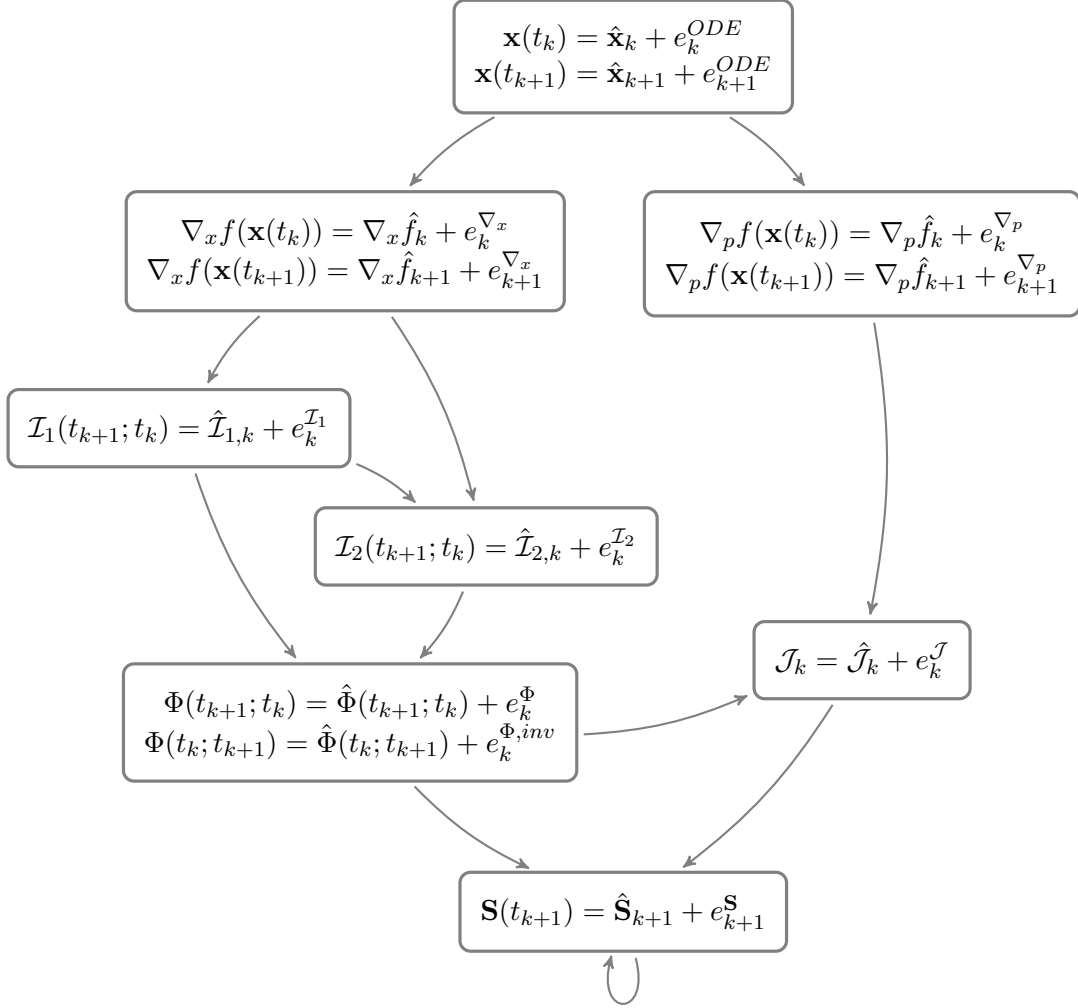 𝐱(t_k) = 𝐱̂_k + e_k^{ODE}
𝐱(t_{k+1}) = 𝐱̂_{k+1} + e_{k+1}^{ODE}
∇_x f(𝐱(t_k)) = ∇_x f̂_k + e_k^{∇_x}
∇_x f(𝐱(t_{k+1})) = ∇_x f̂_{k+1} + e_{k+1}^{∇_x}
∇_p f(𝐱(t_k)) = ∇_p f̂_k + e_k^{∇_p}
∇_p f(𝐱(t_{k+1})) = ∇_p f̂_{k+1} + e_{k+1}^{∇_p}
ℐ_1(t_{k+1}; t_k) = ℐ̂_{1,k} + e_k^{ℐ_1}
ℐ_2(t_{k+1}; t_k) = ℐ̂_{2,k} + e_k^{ℐ_2}
𝒥_k = 𝒥̂_k + e_k^{𝒥}
Φ(t_{k+1}; t_k) = Φ̂(t_{k+1}; t_k) + e_k^{Φ}
Φ(t_k; t_{k+1}) = Φ̂(t_k; t_{k+1}) + e_k^{Φ,inv}
𝐒(t_{k+1}) = 𝐒̂_{k+1} + e_{k+1}^{𝐒}